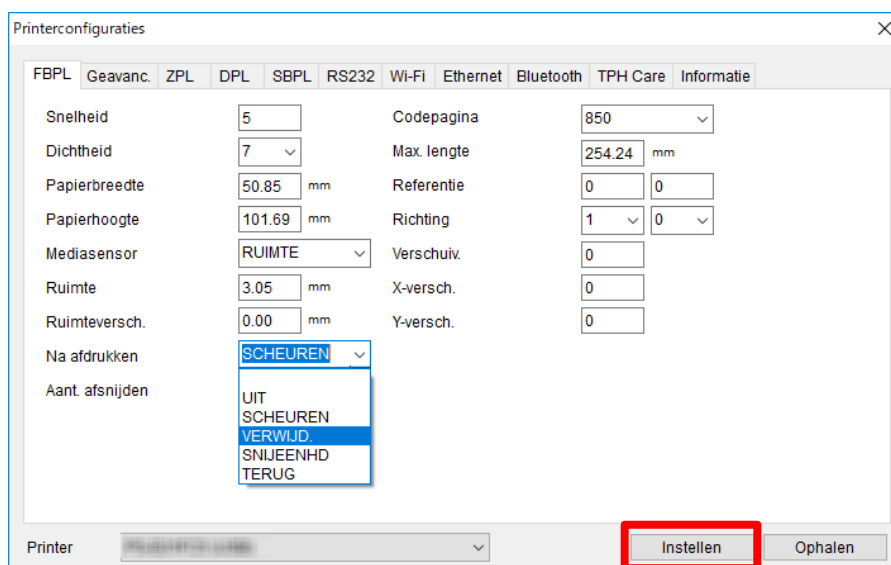 Printerconfiguraties
FBPL Geavanc. ZPL DPL SBPL RS232 Wi-Fi Ethernet Bluetooth TPH Care Informatie
Snelheid 5 Codepagina 850
Dichtheid 7 Max. lengte 254.24 mm
Papierbreedte 50.85 mm Referentie 0 0
Papierhoogte 101.69 mm Richting 1 0
Mediasensor RUIMTE Verschuiv. 0
Ruimte 3.05 mm X-versch. 0
Ruimteversch. 0.00 mm Y-versch. 0
Na afdrukken SCHEUREN
Aant. afsnijden
UIT
SCHEUREN
VERWIJD.
SNIJEENHD
TERUG
Printer Instellen Ophalen